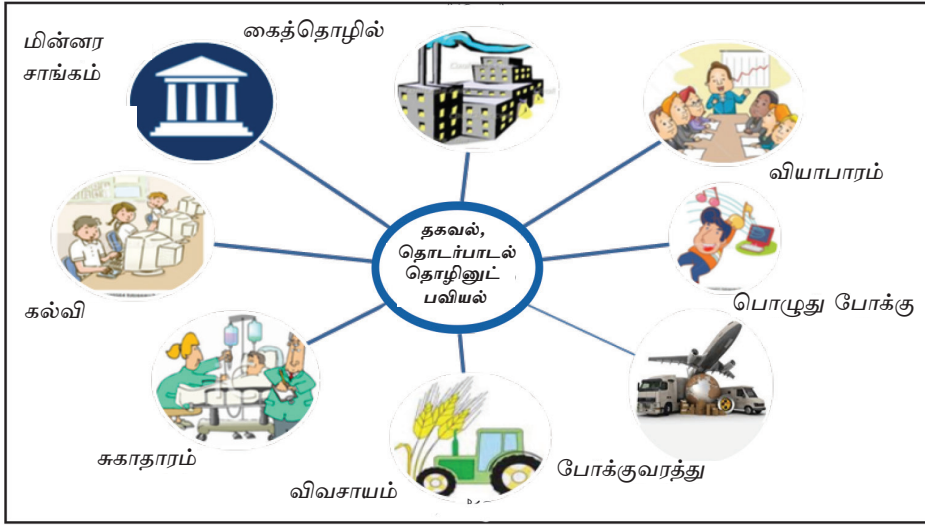 மின்னர
சாங்கம்
கைத்தொழில்
வியாபாரம்
தகவல்,
தொடர்பாடல்
தொழினுட்
பவியல்
கல்வி
பொழுது போக்கு
சுகாதாரம்
விவசாயம்
போக்குவரத்து